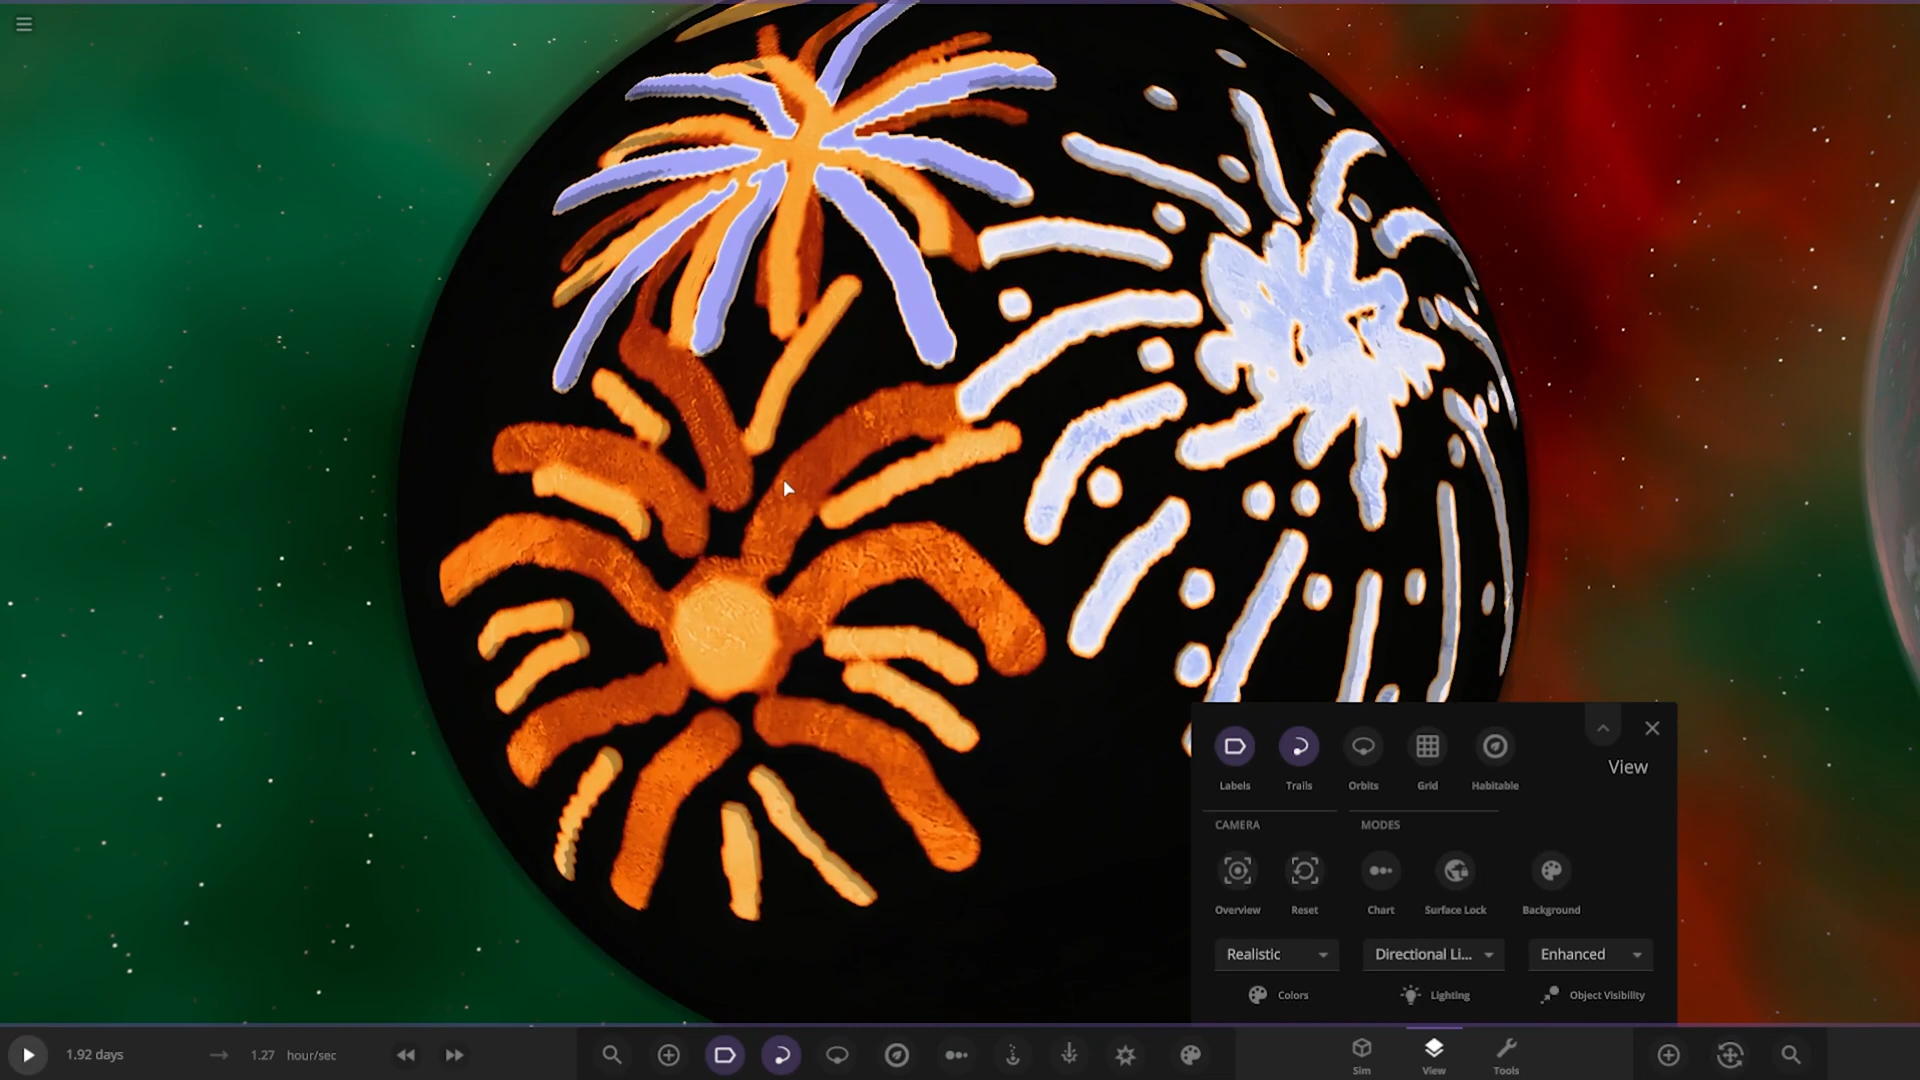 Labels Trails Orbits Grid Habitable
View
CAMERA MODES
Overview Reset Chart Surface Lock Background
Realistic Directional Li... Enhanced
Colors Lighting Object Visibility
1.92 days 1.27 hour/sec
Sim View Tools